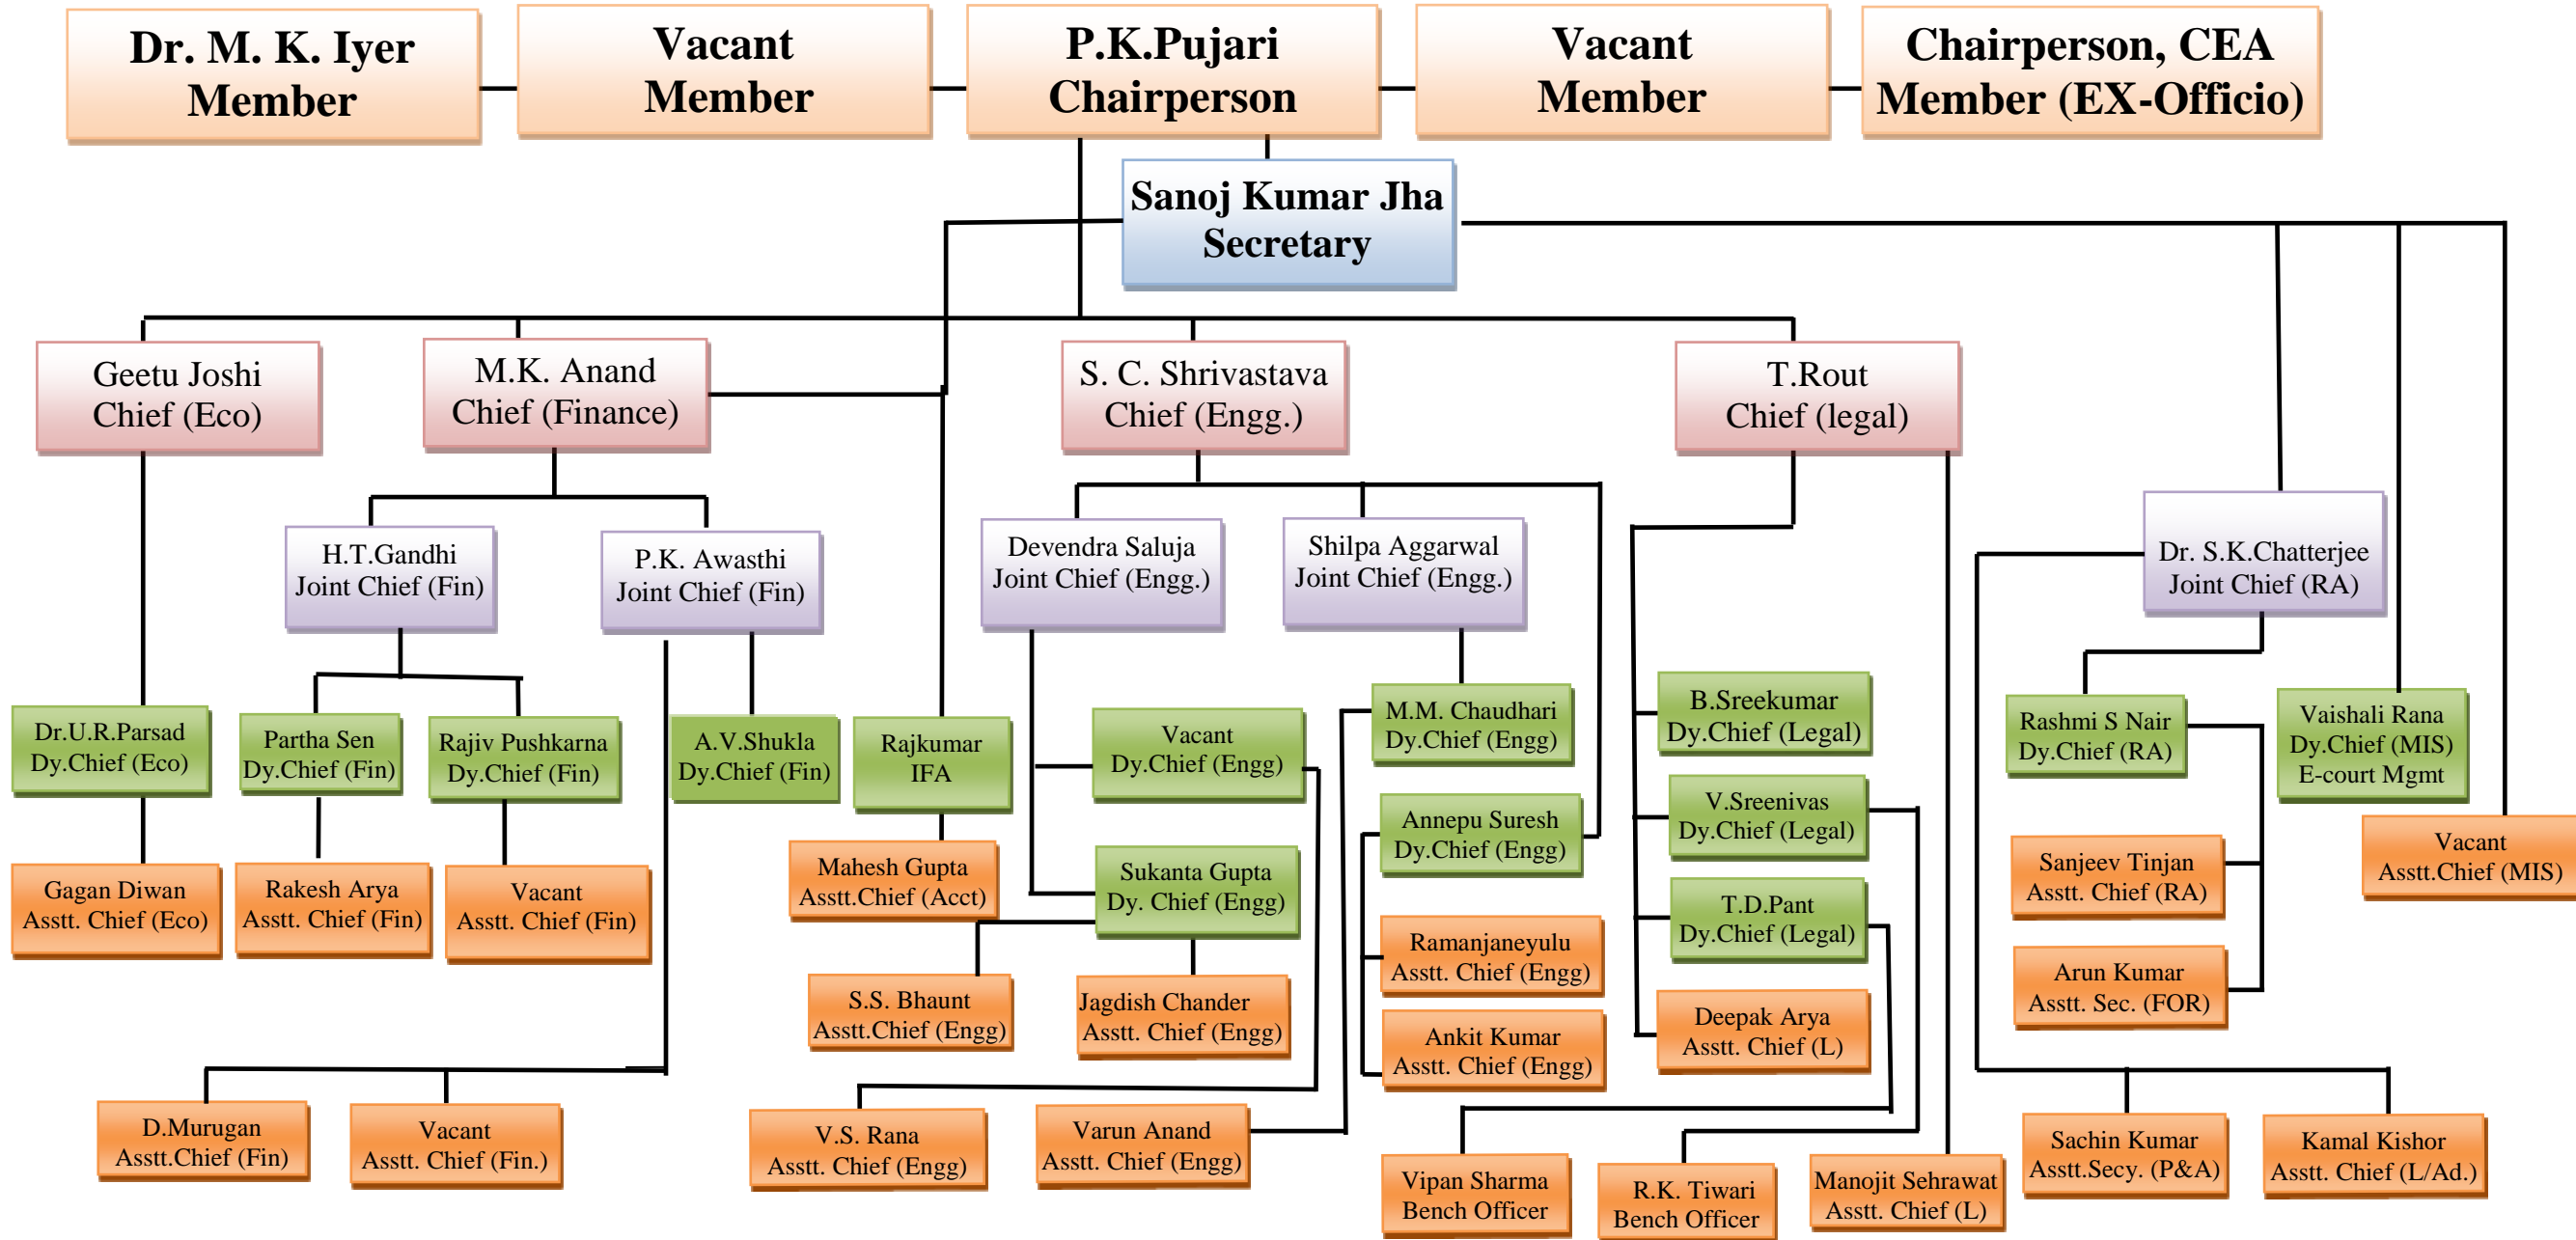 Dr. M. K. Iyer
Member
Vacant
Member
P.K.Pujari
Chairperson
Vacant
Member
Chairperson, CEA
Member (EX-Officio)
Sanoj Kumar Jha
Secretary
Geetu Joshi
Chief (Eco)
M.K. Anand
Chief (Finance)
S. C. Shrivastava
Chief (Engg.)
T.Rout
Chief (legal)
H.T.Gandhi
Joint Chief (Fin)
P.K. Awasthi
Joint Chief (Fin)
Devendra Saluja
Joint Chief (Engg.)
Shilpa Aggarwal
Joint Chief (Engg.)
Dr. S.K.Chatterjee
Joint Chief (RA)
Dr.U.R.Parsad
Dy.Chief (Eco)
Partha Sen
Dy.Chief (Fin)
Rajiv Pushkarna
Dy.Chief (Fin)
A.V.Shukla
Dy.Chief (Fin)
Rajkumar
IFA
Vacant
Dy.Chief (Engg)
M.M. Chaudhari
Dy.Chief (Engg)
B.Sreekumar
Dy.Chief (Legal)
Rashmi S Nair
Dy.Chief (RA)
Vaishali Rana
Dy.Chief (MIS)
E-court Mgmt
Annepu Suresh
Dy.Chief (Engg)
V.Sreenivas
Dy.Chief (Legal)
Vacant
Asstt.Chief (MIS)
Gagan Diwan
Asstt. Chief (Eco)
Rakesh Arya
Asstt. Chief (Fin)
Vacant
Asstt. Chief (Fin)
Mahesh Gupta
Asstt.Chief (Acct)
Sukanta Gupta
Dy. Chief (Engg)
Sanjeev Tinjan
Asstt. Chief (RA)
T.D.Pant
Dy.Chief (Legal)
Ramanjaneyulu
Asstt. Chief (Engg)
Arun Kumar
Asstt. Sec. (FOR)
S.S. Bhaunt
Asstt.Chief (Engg)
Jagdish Chander
Asstt. Chief (Engg)
Ankit Kumar
Asstt. Chief (Engg)
Deepak Arya
Asstt. Chief (L)
D.Murugan
Asstt.Chief (Fin)
Vacant
Asstt. Chief (Fin.)
V.S. Rana
Asstt. Chief (Engg)
Varun Anand
Asstt. Chief (Engg)
Vipan Sharma
Bench Officer
R.K. Tiwari
Bench Officer
Manojit Sehrawat
Asstt. Chief (L)
Sachin Kumar
Asstt.Secy. (P&A)
Kamal Kishor
Asstt. Chief (L/Ad.)